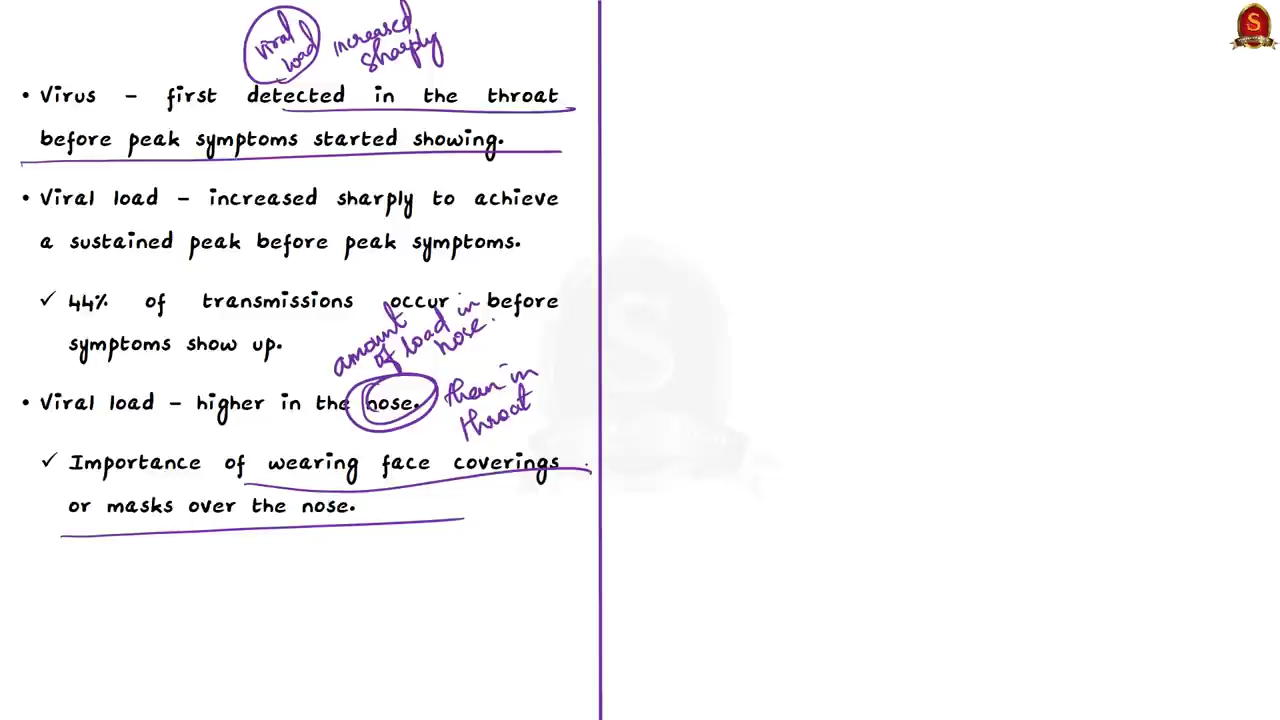 viral
load
increased
sharply
• Virus – first detected in the throat
before peak symptoms started showing.
• Viral load – increased sharply to achieve
a sustained peak before peak symptoms.
✓ 44% of transmissions occur before
symptoms show up.
amount
of load in
in nose.
• Viral load – higher in the nose.
than in
throat
✓ Importance of wearing face coverings
or masks over the nose.
S
S